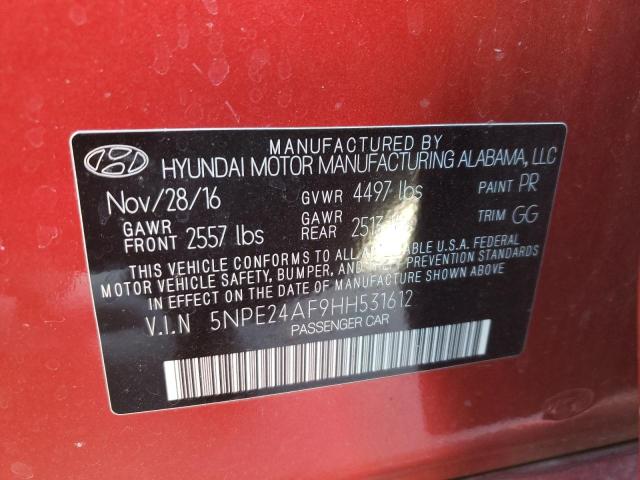 MANUFACTURED BY
HYUNDAI MOTOR MANUFACTURING ALABAMA, LLC
Nov/28/16 GVWR 4497 lbs PAINT PR
GAWR FRONT 2557 lbs GAWR REAR 2513 TRIM GG
THIS VEHICLE CONFORMS TO ALL APPLICABLE U.S.A. FEDERAL
MOTOR VEHICLE SAFETY, BUMPER, AND THEFT PREVENTION STANDARDS
IN EFFECT ON THE DATE OF MANUFACTURE SHOWN ABOVE
V.I.N 5NPE24AF9HH531612
PASSENGER CAR